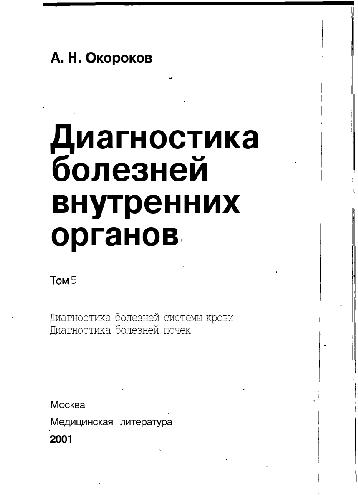 А. Н. Окороков
Диагностика
болезней
внутренних
органов
Том 5
Диагностика болезней системы крови
Диагностика болезней почек
Москва
Медицинская литература
2001